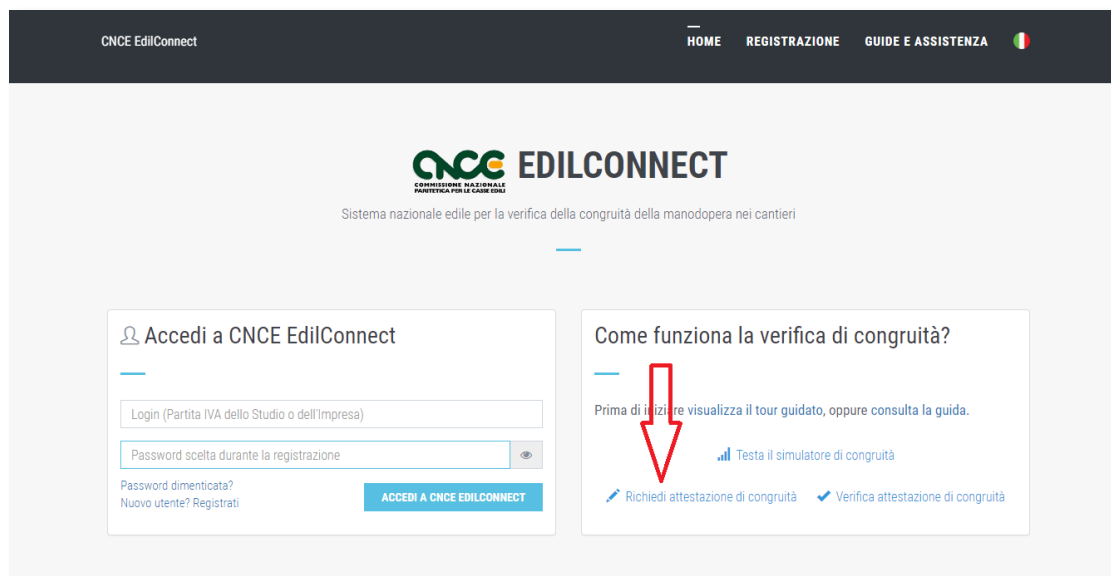 CNCE EdilConnect
HOME REGISTRAZIONE GUIDE E ASSISTENZA
CNCE EDILCONNECT
COMMISSIONE NAZIONALE
PARITETICA PER LE CASSE EDILI
Sistema nazionale edile per la verifica della congruità della manodopera nei cantieri
Accedi a CNCE EdilConnect
Login (Partita IVA dello Studio o dell'Impresa)
Password scelta durante la registrazione
Password dimenticata?
Nuovo utente? Registrati
ACCEDI A CNCE EDILCONNECT
Come funziona la verifica di congruità?
Prima di iniziare visualizza il tour guidato, oppure consulta la guida.
Testa il simulatore di congruità
Richiedi attestazione di congruità Verifica attestazione di congruità